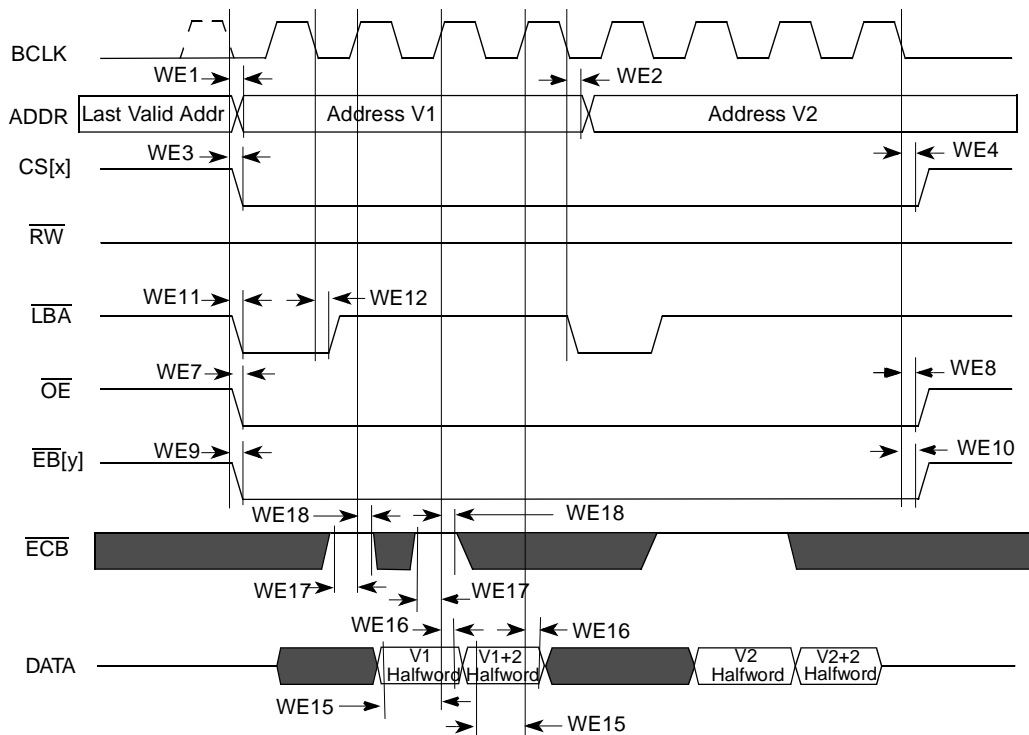 BCLK
WE1
WE2
ADDR
Last Valid Addr
Address V1
Address V2
WE3
WE4
CS[x]
RW
WE11
WE12
LBA
WE7
WE8
OE
WE9
WE10
EB[y]
WE18
WE18
ECB
WE17
WE17
WE16
WE16
DATA
V1
Halfword
V1+2
Halfword
V2
Halfword
V2+2
Halfword
WE15
WE15